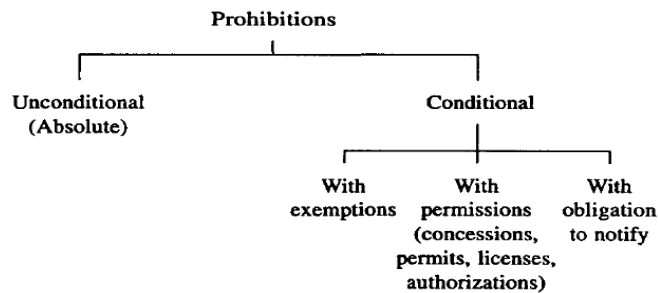 Prohibitions
Unconditional
(Absolute)
Conditional
With
exemptions
With
permissions
(concessions,
permits, licenses,
authorizations)
With
obligation
to notify